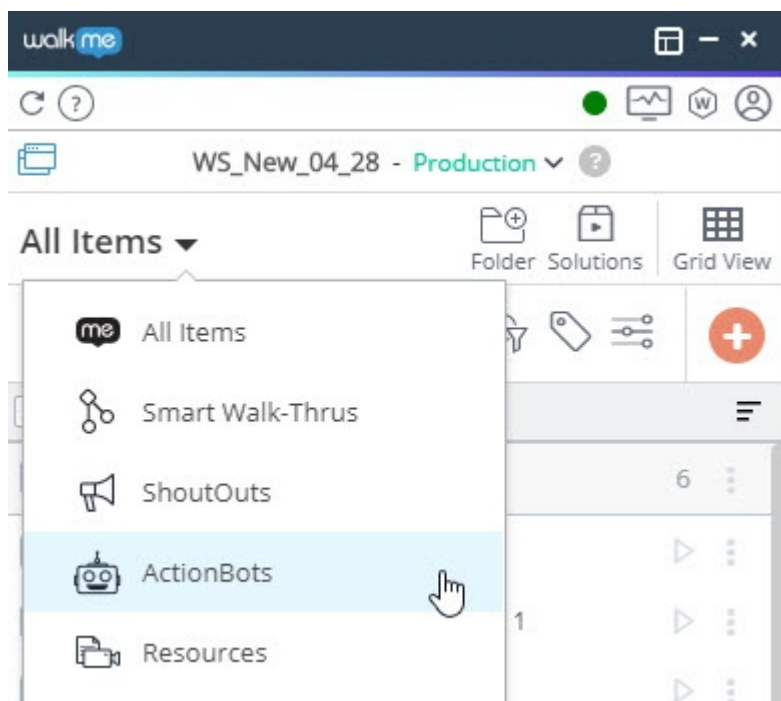 walkme
?
W
WS_New_04_28 - Production ?
All Items
Folder Solutions Grid View
me All Items
+
Smart Walk-Thrus
ShoutOuts
6
ActionBots
1
Resources